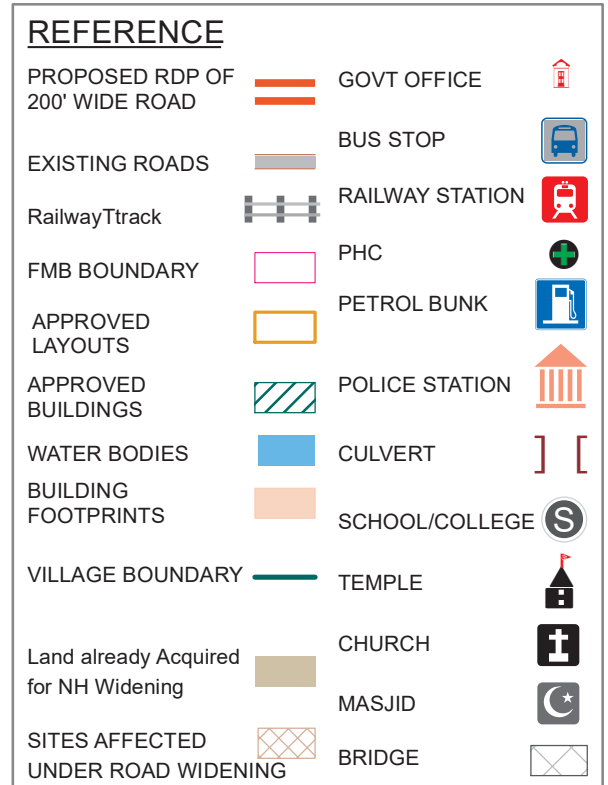 REFERENCE
PROPOSED RDP OF
200' WIDE ROAD
EXISTING ROADS
RailwayTtrack
FMB BOUNDARY
APPROVED
LAYOUTS
APPROVED
BUILDINGS
WATER BODIES
BUILDING
FOOTPRINTS
VILLAGE BOUNDARY
Land already Acquired
for NH Widening
SITES AFFECTED
UNDER ROAD WIDENING
GOVT OFFICE
BUS STOP
RAILWAY STATION
PHC
PETROL BUNK
POLICE STATION
CULVERT
SCHOOL/COLLEGE
S
TEMPLE
CHURCH
MASJID
BRIDGE